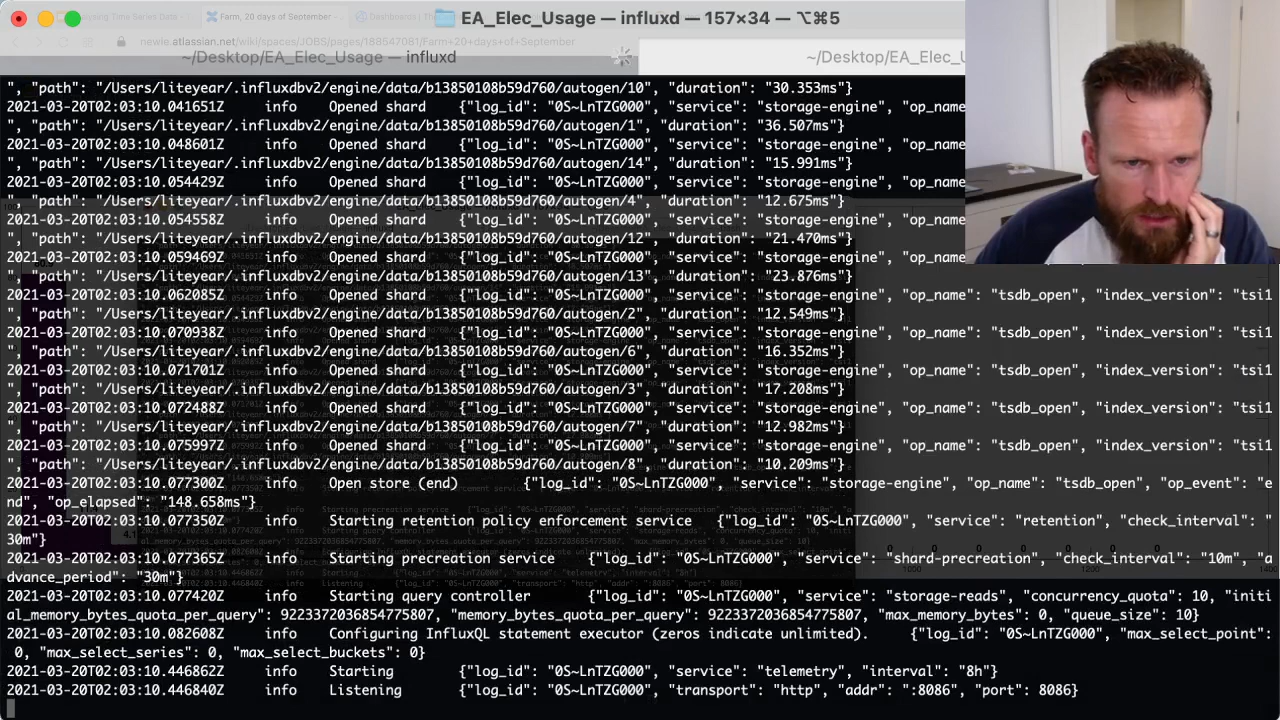 EA_Elec_Usage — influxd — 157×34 — ⌥⌘5
Farm, 20 days of September
newie.atlassian.net/wiki/spaces/JOBS/pages/188547081/Farm+20+days+of+September
~/Desktop/EA_Elec_Usage — influxd
~/Desktop/EA_Elec_U
", "path": "/Users/liteyear/.influxdbv2/engine/data/b13850108b59d760/autogen/10", "duration": "30.353ms"}
2021-03-20T02:03:10.041651Z info Opened shard {"log_id": "0S~LnTZG000", "service": "storage-engine", "op_name
", "path": "/Users/liteyear/.influxdbv2/engine/data/b13850108b59d760/autogen/1", "duration": "36.507ms"}
2021-03-20T02:03:10.048601Z info Opened shard {"log_id": "0S~LnTZG000", "service": "storage-engine", "op_name
", "path": "/Users/liteyear/.influxdbv2/engine/data/b13850108b59d760/autogen/14", "duration": "15.991ms"}
2021-03-20T02:03:10.054429Z info Opened shard {"log_id": "0S~LnTZG000", "service": "storage-engine", "op_name
", "path": "/Users/liteyear/.influxdbv2/engine/data/b13850108b59d760/autogen/4", "duration": "12.675ms"}
2021-03-20T02:03:10.054558Z info Opened shard {"log_id": "0S~LnTZG000", "service": "storage-engine", "op_name
", "path": "/Users/liteyear/.influxdbv2/engine/data/b13850108b59d760/autogen/12", "duration": "21.470ms"}
2021-03-20T02:03:10.059469Z info Opened shard {"log_id": "0S~LnTZG000", "service": "storage-engine", "op_name
", "path": "/Users/liteyear/.influxdbv2/engine/data/b13850108b59d760/autogen/13", "duration": "23.876ms"}
2021-03-20T02:03:10.062685Z info Opened shard {"log_id": "0S~LnTZG000", "service": "storage-engine", "op_name": "tsdb_open", "index_version": "tsi1
", "path": "/Users/liteyear/.influxdbv2/engine/data/b13850108b59d760/autogen/2", "duration": "12.549ms"}
2021-03-20T02:03:10.070938Z info Opened shard {"log_id": "0S~LnTZG000", "service": "storage-engine", "op_name": "tsdb_open", "index_version": "tsi1
", "path": "/Users/liteyear/.influxdbv2/engine/data/b13850108b59d760/autogen/6", "duration": "16.352ms"}
2021-03-20T02:03:10.071701Z info Opened shard {"log_id": "0S~LnTZG000", "service": "storage-engine", "op_name": "tsdb_open", "index_version": "tsi1
", "path": "/Users/liteyear/.influxdbv2/engine/data/b13850108b59d760/autogen/3", "duration": "17.208ms"}
2021-03-20T02:03:10.072488Z info Opened shard {"log_id": "0S~LnTZG000", "service": "storage-engine", "op_name": "tsdb_open", "index_version": "tsi1
", "path": "/Users/liteyear/.influxdbv2/engine/data/b13850108b59d760/autogen/7", "duration": "12.982ms"}
2021-03-20T02:03:10.075997Z info Opened shard {"log_id": "0S~LnTZG000", "service": "storage-engine", "op_name": "tsdb_open", "index_version": "tsi1
", "path": "/Users/liteyear/.influxdbv2/engine/data/b13850108b59d760/autogen/8", "duration": "10.209ms"}
2021-03-20T02:03:10.077300Z info Open store (end) {"log_id": "0S~LnTZG000", "service": "storage-engine", "op_name": "tsdb_open", "op_event": "e
nd", "op_elapsed": "148.658ms"}
2021-03-20T02:03:10.077350Z info Starting retention policy enforcement service {"log_id": "0S~LnTZG000", "service": "retention", "check_interval": "
30m"}
2021-03-20T02:03:10.077365Z info Starting precreation service {"log_id": "0S~LnTZG000", "service": "shard-precreation", "check_interval": "10m", "a
dvance_period": "30m"}
2021-03-20T02:03:10.077420Z info Starting query controller {"log_id": "0S~LnTZG000", "service": "storage-reads", "concurrency_quota": 10, "initi
al_memory_bytes_quota_per_query": 9223372036854775807, "memory_bytes_quota_per_query": 9223372036854775807, "max_memory_bytes": 0, "queue_size": 10}
2021-03-20T02:03:10.082608Z info Configuring InfluxQL statement executor (zeros indicate unlimited). {"log_id": "0S~LnTZG000", "max_select_point":
0, "max_select_series": 0, "max_select_buckets": 0}
2021-03-20T02:03:10.446862Z info Starting {"log_id": "0S~LnTZG000", "service": "telemetry", "interval": "8h"}
2021-03-20T02:03:10.446840Z info Listening {"log_id": "0S~LnTZG000", "transport": "http", "addr": ":8086", "port": 8086}